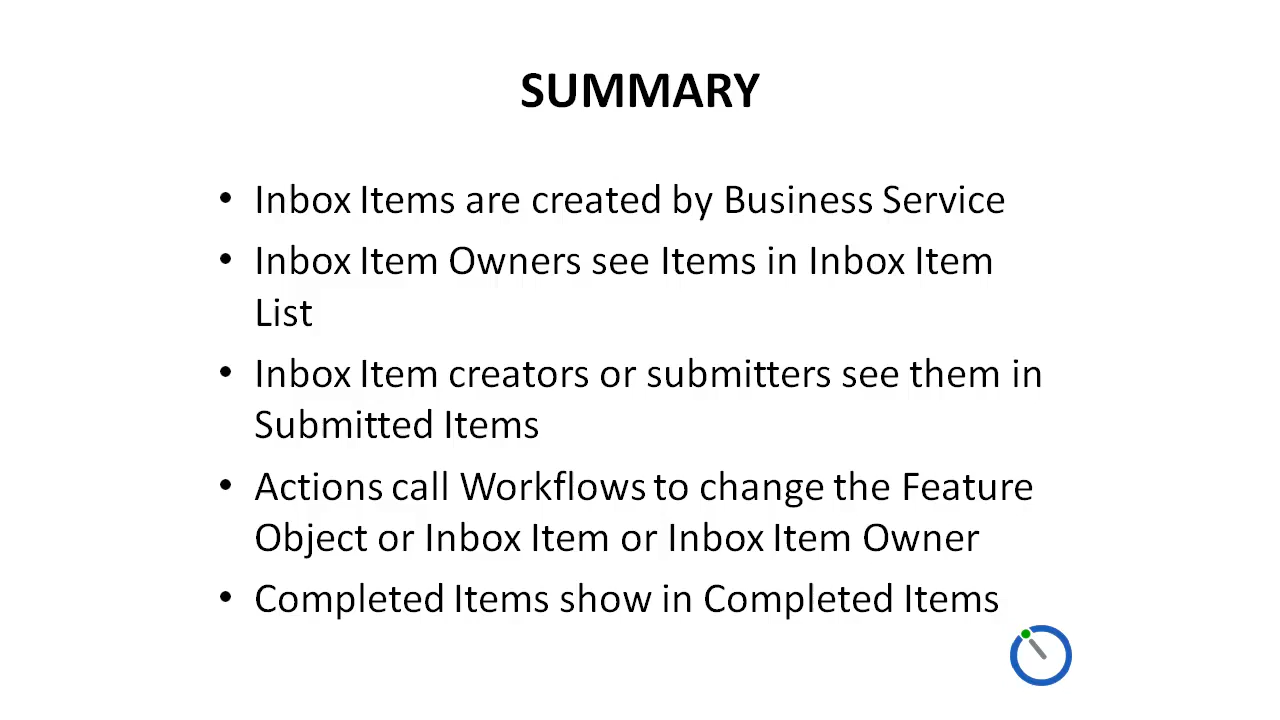 SUMMARY
• Inbox Items are created by Business Service
• Inbox Item Owners see Items in Inbox Item
List
• Inbox Item creators or submitters see them in
Submitted Items
• Actions call Workflows to change the Feature
Object or Inbox Item or Inbox Item Owner
• Completed Items show in Completed Items